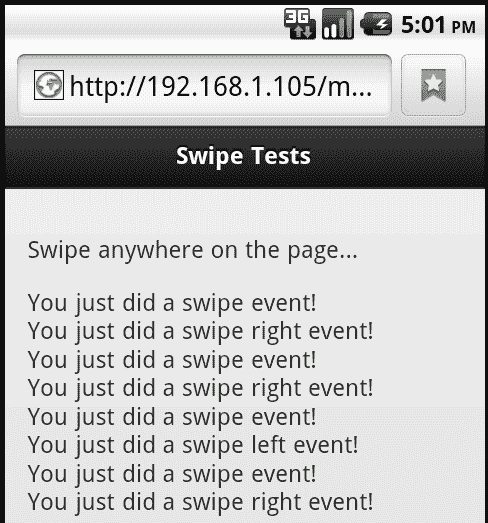 3G
5:01 PM
http://192.168.1.105/m...
Swipe Tests
Swipe anywhere on the page...
You just did a swipe event!
You just did a swipe right event!
You just did a swipe event!
You just did a swipe right event!
You just did a swipe event!
You just did a swipe left event!
You just did a swipe event!
You just did a swipe right event!